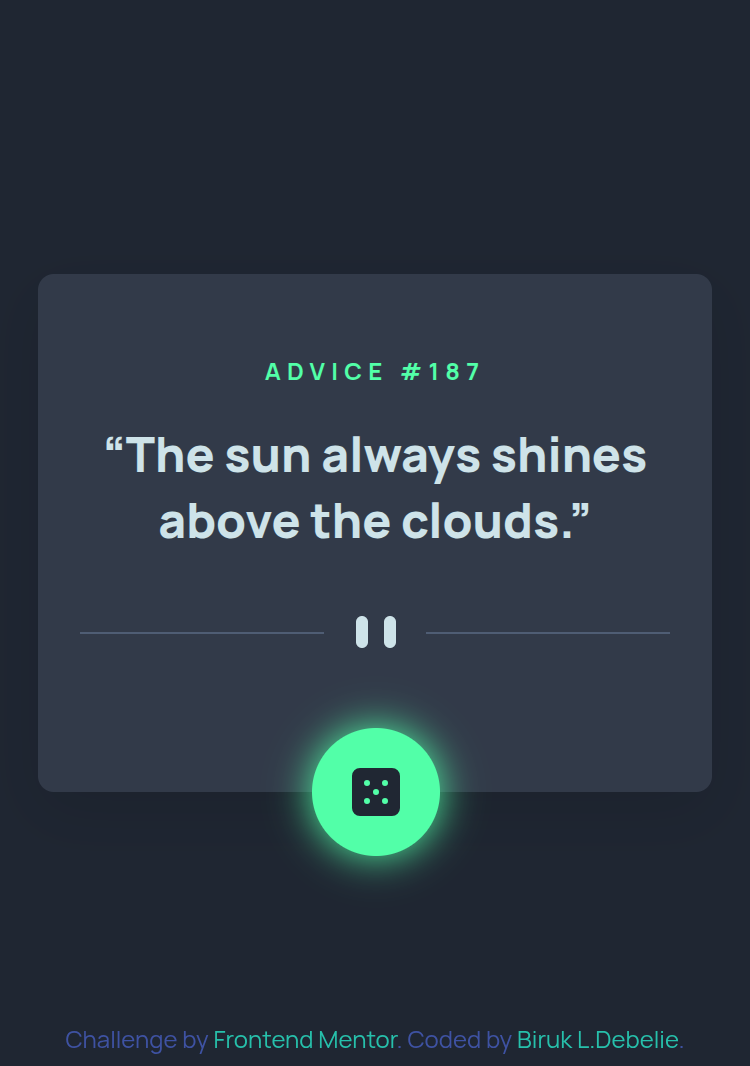 ADVICE #187
“The sun always shines
above the clouds.”
Challenge by Frontend Mentor. Coded by Biruk L.Debelie.